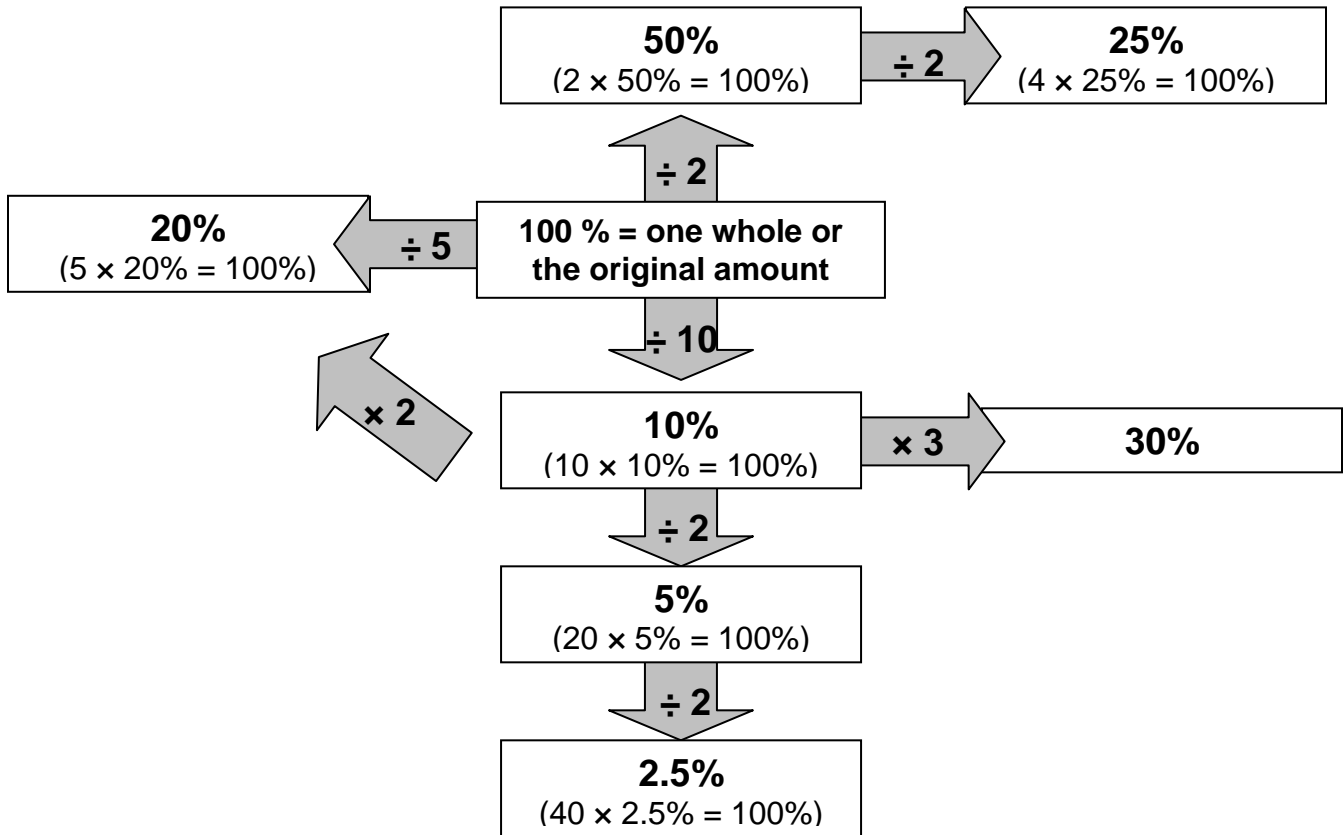 50%
(2 × 50% = 100%)
÷ 2
25%
(4 × 25% = 100%)
÷ 2
20%
(5 × 20% = 100%)
÷ 5
100 % = one whole or
the original amount
÷ 10
× 2
10%
(10 × 10% = 100%)
× 3
30%
÷ 2
5%
(20 × 5% = 100%)
÷ 2
2.5%
(40 × 2.5% = 100%)